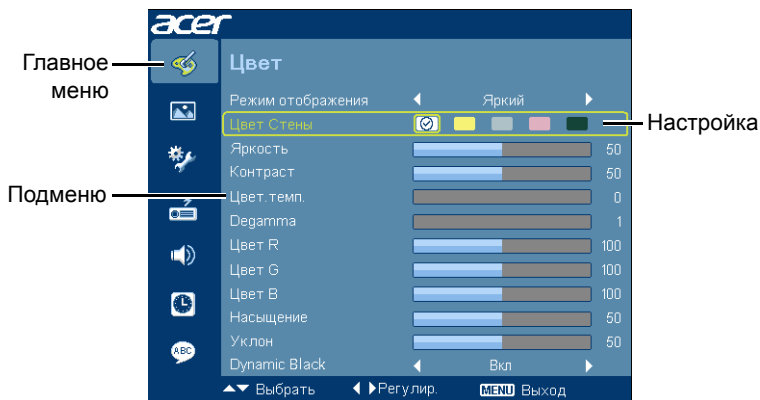 acer
Главное
меню
Цвет
Режим отображения Яркий
Цвет Стены
Настройка
Яркость 50
Контраст 50
Подменю
Цвет.темп. 0
Degamma 1
Цвет R 100
Цвет G 100
Цвет B 100
Насыщение 50
Уклон 50
ABC
Dynamic Black Вкл
Выбрать Регулир. MENU Выход